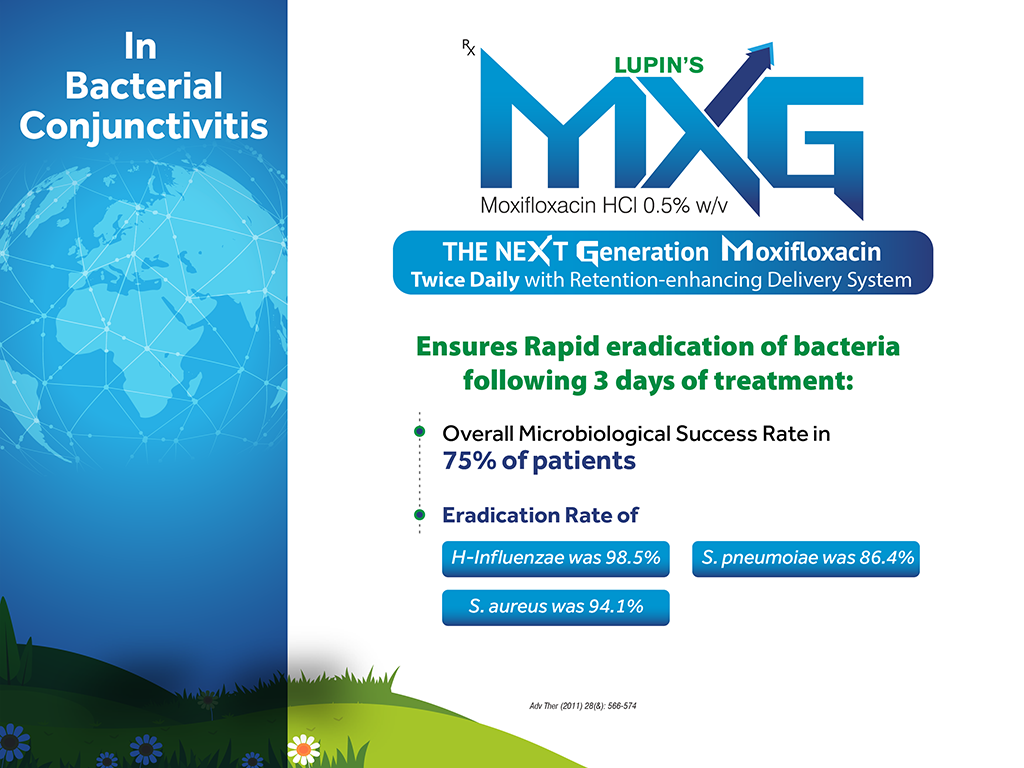 In
Bacterial
Conjunctivitis
Rx
LUPIN'S
MXG
Moxifloxacin HCl 0.5% w/v
THE NEXT Generation Moxifloxacin
Twice Daily with Retention-enhancing Delivery System
Ensures Rapid eradication of bacteria
following 3 days of treatment:
Overall Microbiological Success Rate in
75% of patients
Eradication Rate of
H-Influenzae was 98.5%
S. pneumoiae was 86.4%
S. aureus was 94.1%
Adv Ther (2011) 28(&): 566-574